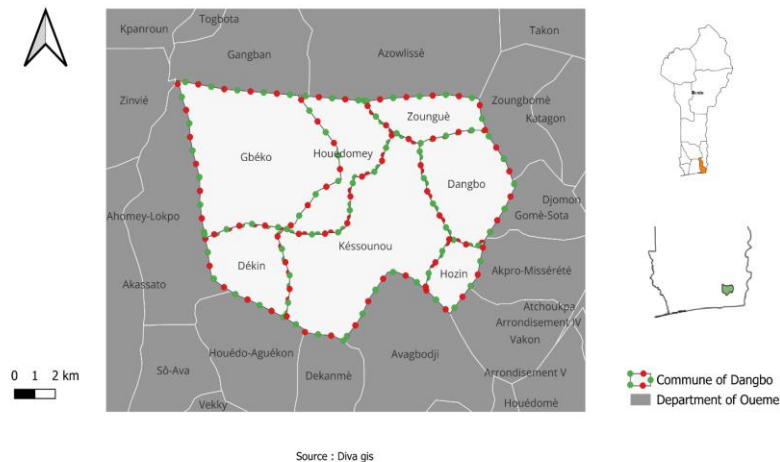 Togbota
Kpanroun
Gangban
Azowlissè
Takon
Zinvié
Zoungbomè
Zounguè
Katagon
Gbéko
Houédomey
Dangbo
Djomon
Ahomey-Lokpo
Gomè-Sota
Késsounou
Dékin
Hozin
Akpro-Missérété
Akassato
Atchoukpa
Arrondisement IV
Vakon
Houédo-Aguékon
Avagbodji
Sô-Ava
Dekanmè
Arrondisement V
Vekky
Houédomè
0 1 2 km
Commune of Dangbo
Department of Oueme
Source : Diva gis